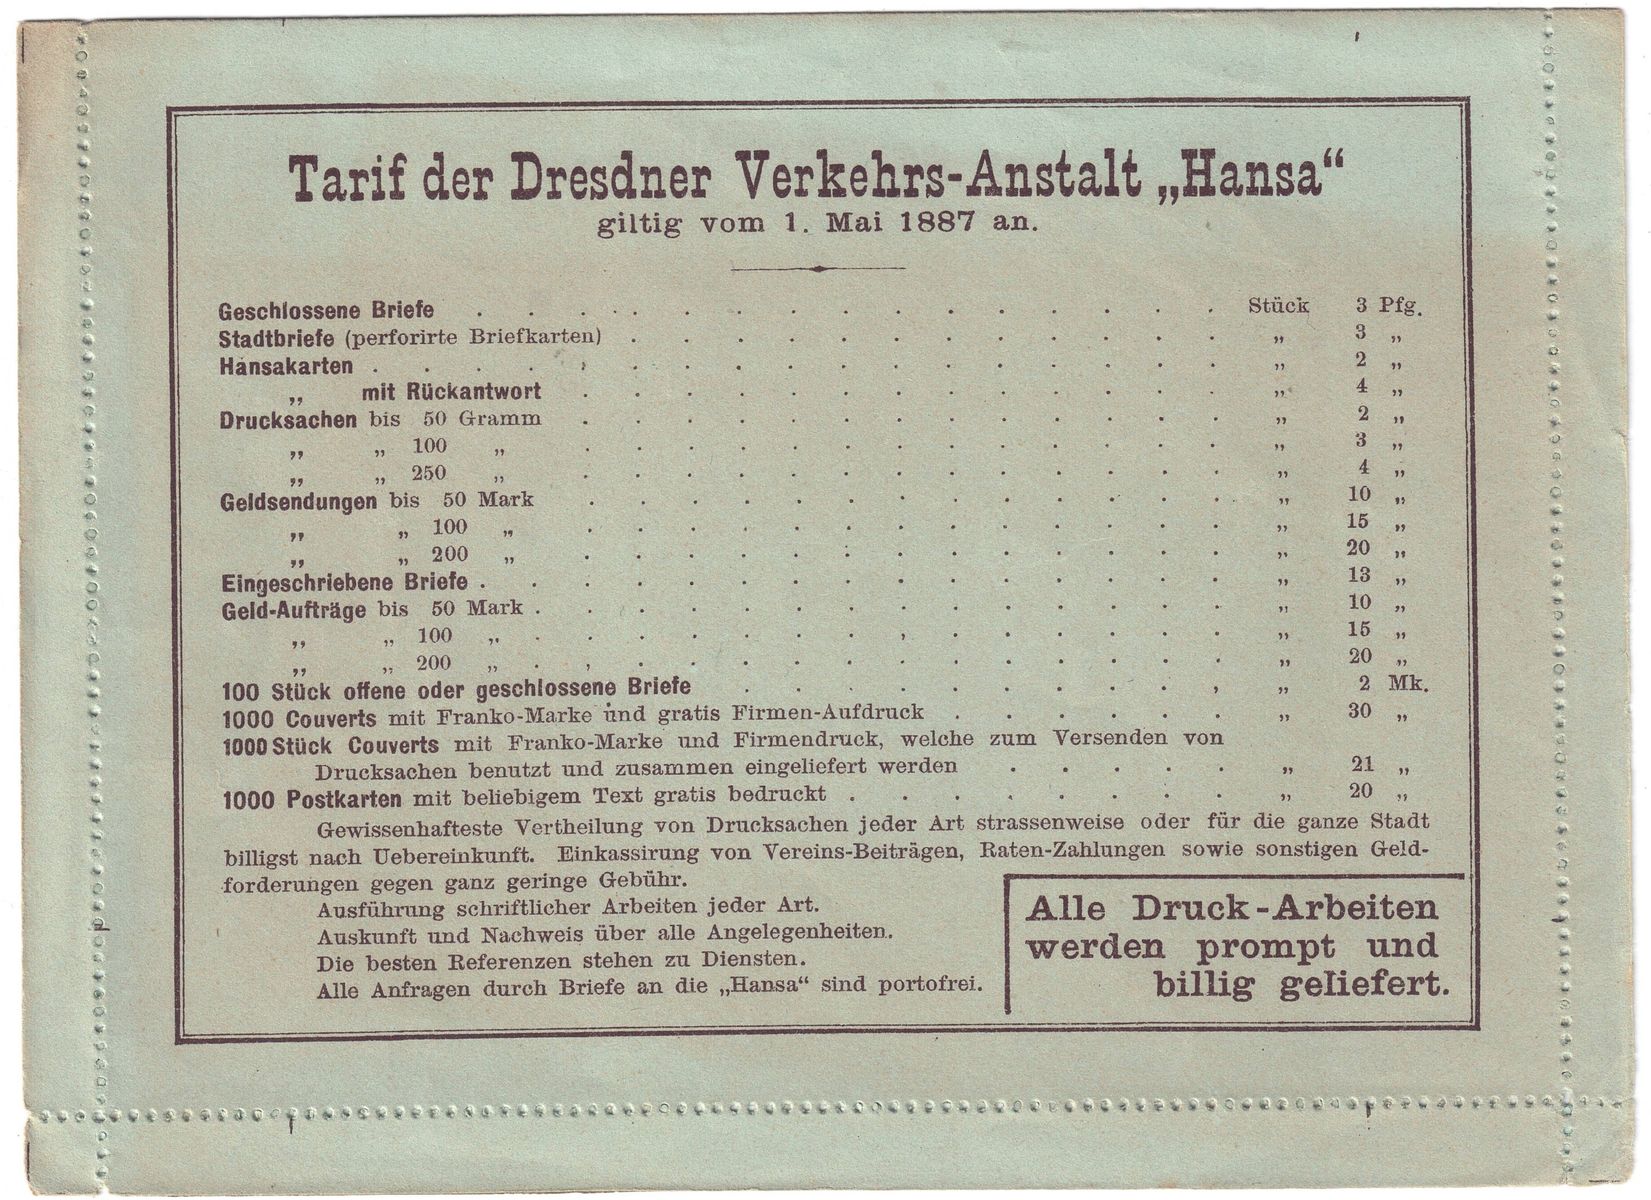 Tarif der Dresdner Verkehrs-Anstalt „Hansa“
giltig vom 1. Mai 1887 an.
Geschlossene Briefe . . . . . . . . . . . . . . . Stück 3 Pfg.
Stadtbriefe (perforirte Briefkarten) . . . . . . . . . . . . „ 3 „
Hansakarten . . . . . . . . . . . . . . . . . „ 2 „
„ mit Rückantwort . . . . . . . . . . . . . „ 4 „
Drucksachen bis 50 Gramm . . . . . . . . . . . . . „ 2 „
„ „ 100 „ . . . . . . . . . . . . . „ 3 „
„ „ 250 „ . . . . . . . . . . . . . „ 4 „
Geldsendungen bis 50 Mark . . . . . . . . . . . . . „ 10 „
„ „ 100 „ . . . . . . . . . . . . . „ 15 „
„ „ 200 „ . . . . . . . . . . . . . „ 20 „
Eingeschriebene Briefe . . . . . . . . . . . . . . . „ 13 „
Geld-Aufträge bis 50 Mark . . . . . . . . . . . . . . „ 10 „
„ „ 100 „ . . . . . . . . . . . . . . „ 15 „
„ „ 200 „ . . . . . . . . . . . . . . „ 20 „
100 Stück offene oder geschlossene Briefe . . . . . . . . . . „ 2 Mk.
1000 Couverts mit Franko-Marke und gratis Firmen-Aufdruck . . . . . . „ 30 „
1000 Stück Couverts mit Franko-Marke und Firmendruck, welche zum Versenden von
Drucksachen benutzt und zusammen eingeliefert werden . . . . . „ 21 „
1000 Postkarten mit beliebigem Text gratis bedruckt . . . . . . . . „ 20 „
Gewissenhafteste Vertheilung von Drucksachen jeder Art strassenweise oder für die ganze Stadt
billigst nach Uebereinkunft. Einkassirung von Vereins-Beiträgen, Raten-Zahlungen sowie sonstigen Geld-
forderungen gegen ganz geringe Gebühr.
Ausführung schriftlicher Arbeiten jeder Art.
Auskunft und Nachweis über alle Angelegenheiten.
Die besten Referenzen stehen zu Diensten.
Alle Anfragen durch Briefe an die „Hansa“ sind portofrei.
Alle Druck-Arbeiten
werden prompt und
billig geliefert.